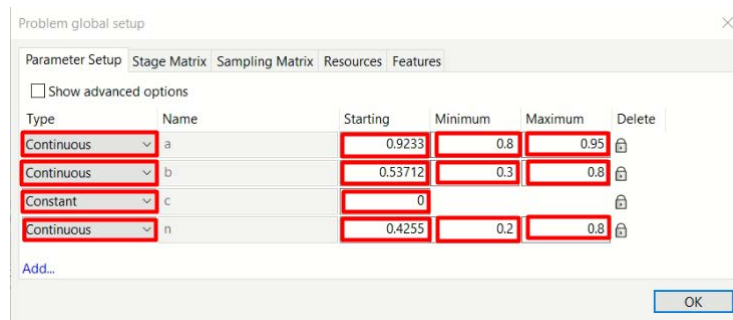 Problem global setup
Parameter Setup Stage Matrix Sampling Matrix Resources Features
Show advanced options
Type Name Starting Minimum Maximum Delete
Continuous a 0.9233 0.8 0.95
Continuous b 0.53712 0.3 0.8
Constant c 0
Continuous n 0.4255 0.2 0.8
Add...
OK